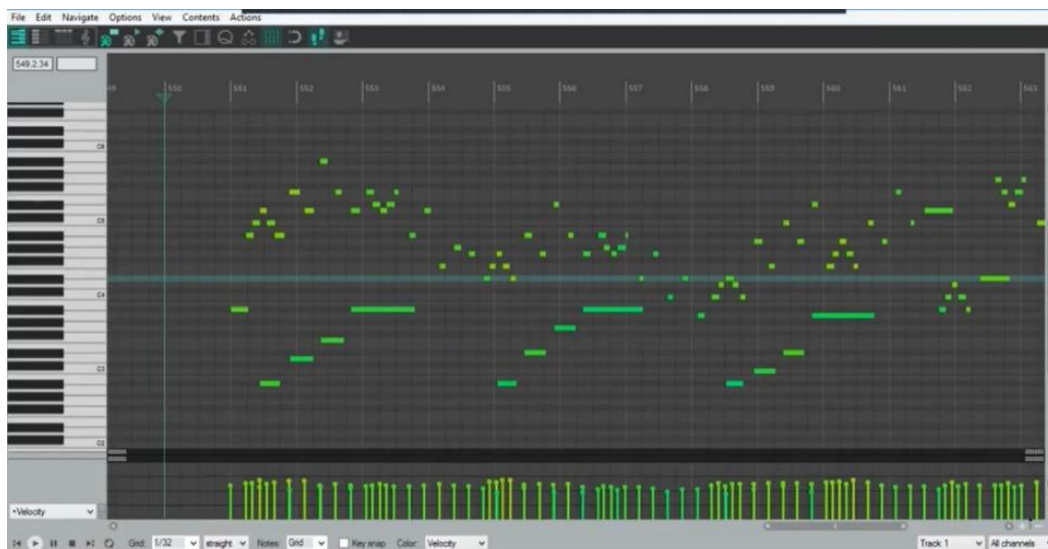 File Edit Navigate Options View Contents Actions
549.2.34
49 550 551 552 553 554 555 556 557 558 559 560 561 562 563
C6
C5
C4
C3
C2
+Velocity
Grid: 1/32 straight Notes: Grid Key snap Color: Velocity Track 1 All channels